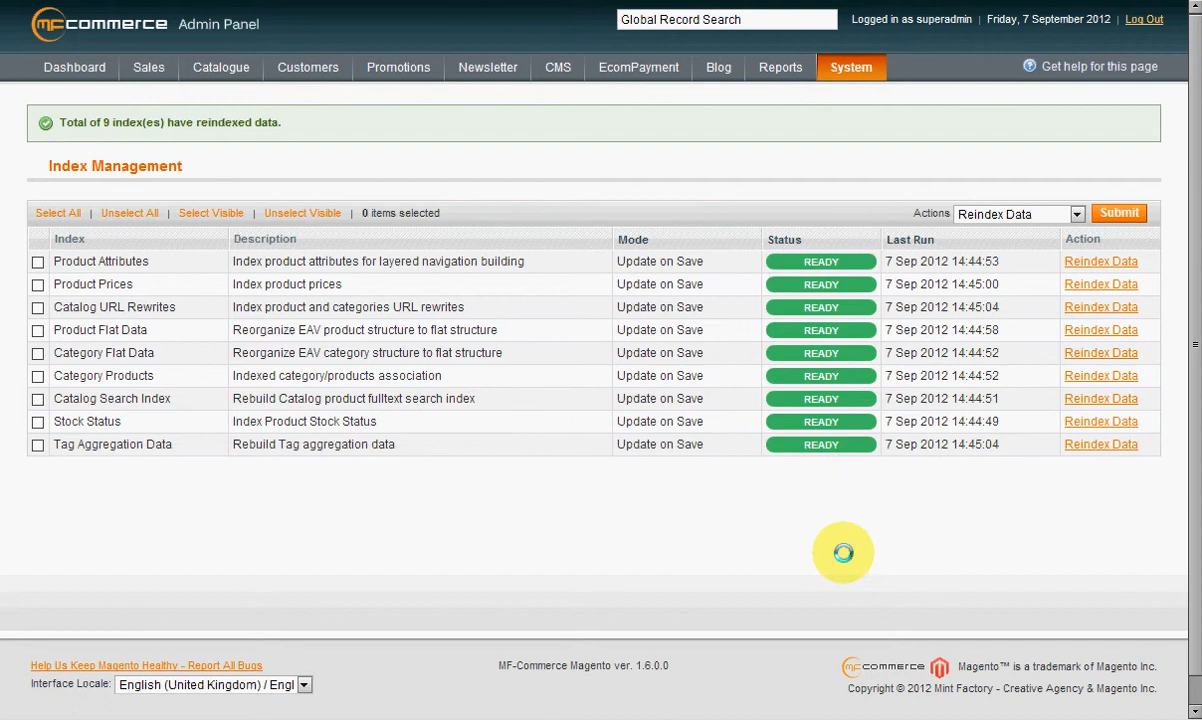 mfcommerce Admin Panel
Global Record Search
Logged in as superadmin | Friday, 7 September 2012 | Log Out
Dashboard Sales Catalogue Customers Promotions Newsletter CMS EcomPayment Blog Reports System
Get help for this page
Total of 9 index(es) have reindexed data.
Index Management
Select All | Unselect All | Select Visible | Unselect Visible | 0 items selected Actions Reindex Data Submit
Index Description Mode Status Last Run Action
Product Attributes Index product attributes for layered navigation building Update on Save READY 7 Sep 2012 14:44:53 Reindex Data
Product Prices Index product prices Update on Save READY 7 Sep 2012 14:45:00 Reindex Data
Catalog URL Rewrites Index product and categories URL rewrites Update on Save READY 7 Sep 2012 14:45:04 Reindex Data
Product Flat Data Reorganize EAV product structure to flat structure Update on Save READY 7 Sep 2012 14:44:58 Reindex Data
Category Flat Data Reorganize EAV category structure to flat structure Update on Save READY 7 Sep 2012 14:44:52 Reindex Data
Category Products Indexed category/products association Update on Save READY 7 Sep 2012 14:44:52 Reindex Data
Catalog Search Index Rebuild Catalog product fulltext search index Update on Save READY 7 Sep 2012 14:44:51 Reindex Data
Stock Status Index Product Stock Status Update on Save READY 7 Sep 2012 14:44:49 Reindex Data
Tag Aggregation Data Rebuild Tag aggregation data Update on Save READY 7 Sep 2012 14:45:04 Reindex Data
Help Us Keep Magento Healthy - Report All Bugs
MF-Commerce Magento ver. 1.6.0.0
mfcommerce Magento™ is a trademark of Magento Inc.
Interface Locale: English (United Kingdom) / Engl
Copyright © 2012 Mint Factory - Creative Agency & Magento Inc.